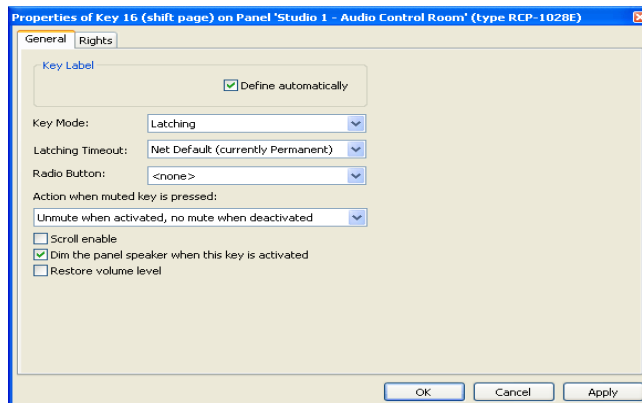 Properties of Key 16 (shift page) on Panel 'Studio 1 - Audio Control Room' (type RCP-1028E)
General Rights
Key Label
Define automatically
Key Mode: Latching
Latching Timeout: Net Default (currently Permanent)
Radio Button: <none>
Action when muted key is pressed:
Unmute when activated, no mute when deactivated
Scroll enable
Dim the panel speaker when this key is activated
Restore volume level
OK Cancel Apply